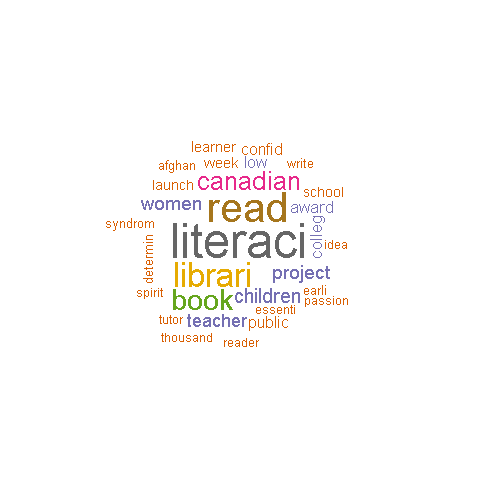 learner confid
afghan week low write
launch canadian school
women read award
syndrom literaci colleg idea
determin librari project
spirit book children earli
essenti passion
tutor teacher public
thousand reader